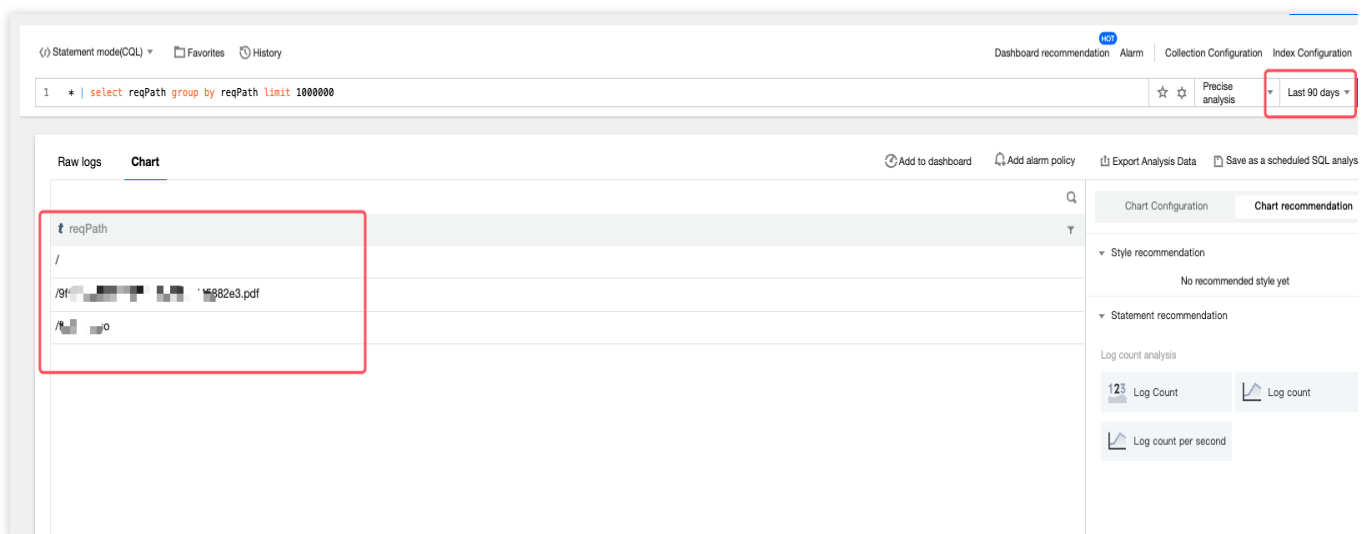 Statement mode(CQL) Favorites History
HOT
Dashboard recommendation Alarm Collection Configuration Index Configuration
1 * | select reqPath group by reqPath limit 1000000
Precise analysis
Last 90 days
Raw logs Chart
Add to dashboard Add alarm policy Export Analysis Data Save as a scheduled SQL analys
Chart Configuration Chart recommendation
t reqPath
/
Style recommendation
No recommended style yet
Statement recommendation
Log count analysis
123 Log Count Log count
Log count per second